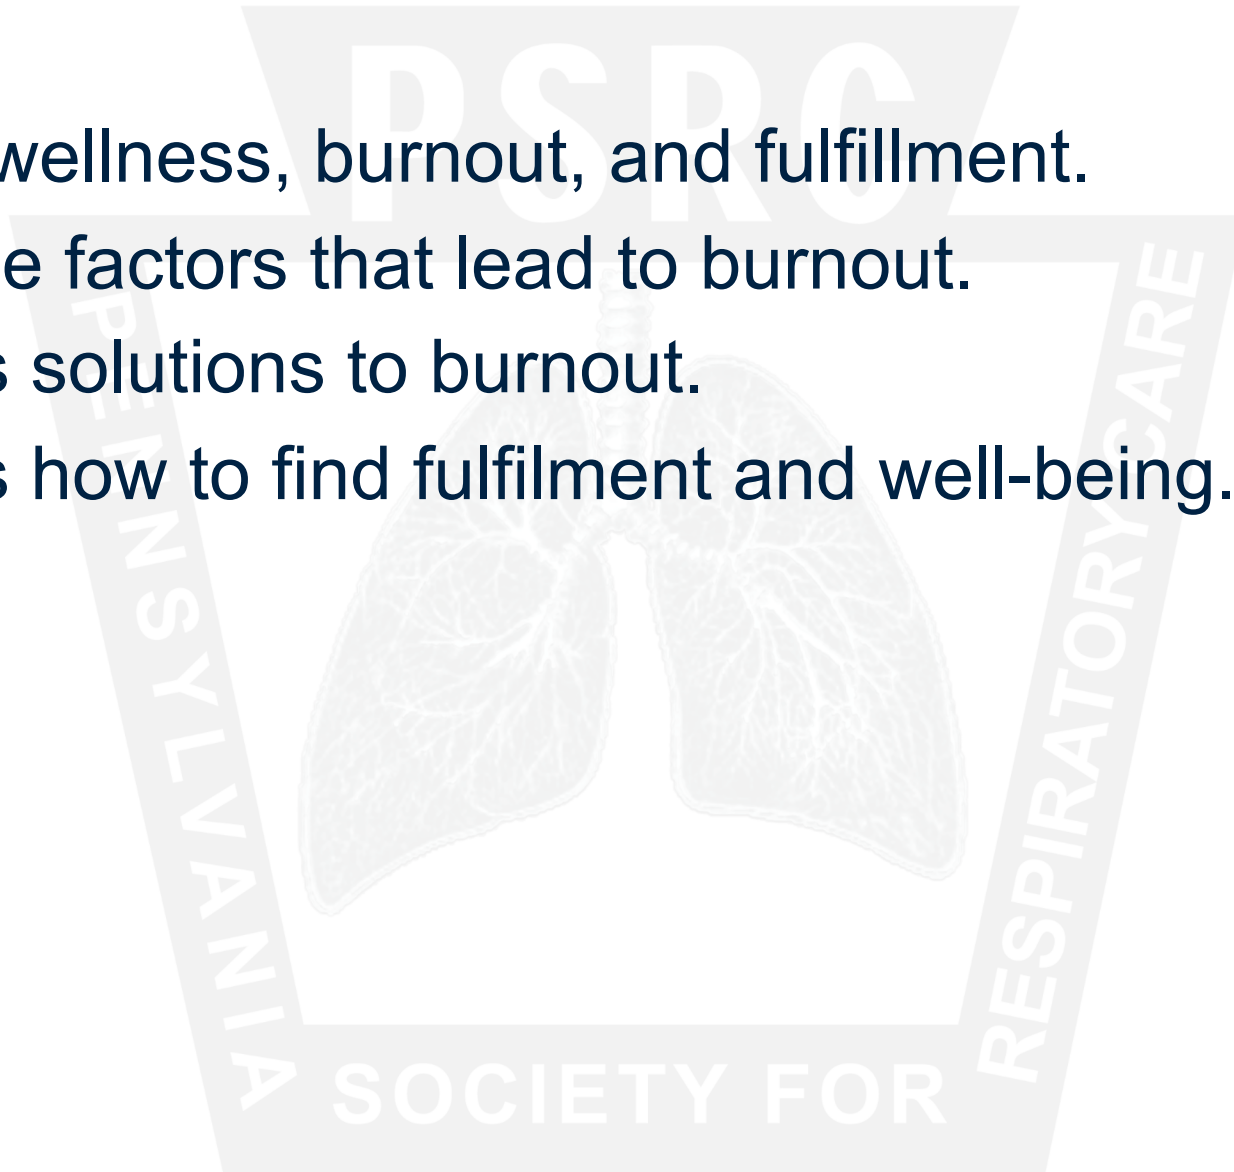 PSRC
wellness, burnout, and fulfillment.
e factors that lead to burnout.
s solutions to burnout.
s how to find fulfilment and well-being.
PENNSYLVANIA
SOCIETY FOR
RESPIRATORY CARE